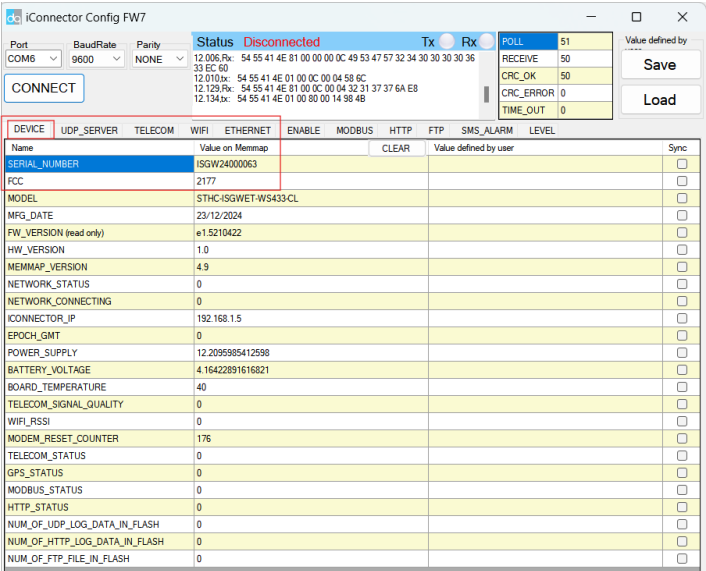 iConnector Config FW7
Port BaudRate Parity
COM6 9600 NONE
CONNECT
Status Disconnected Tx Rx
12.006,Rx: 54 55 41 4E 81 00 00 00 0C 49 53 47 57 32 34 30 30 30 30 36
33 EC 60
12.010,tx: 54 55 41 4E 01 00 0C 00 04 58 6C
12.129,Rx: 54 55 41 4E 81 00 0C 00 04 32 31 37 37 6A E8
12.134,tx: 54 55 41 4E 01 00 80 00 14 98 4B
POLL 51
RECEIVE 50
CRC_OK 50
CRC_ERROR 0
TIME_OUT 0
Value defined by
Save
Load
DEVICE UDP_SERVER TELECOM WIFI ETHERNET ENABLE MODBUS HTTP FTP SMS_ALARM LEVEL
Name Value on Memmap CLEAR Value defined by user Sync
SERIAL_NUMBER ISGW24000063
FCC 2177
MODEL STHC-ISGWET-WS433-CL
MFG_DATE 23/12/2024
FW_VERSION (read only) e1.5210422
HW_VERSION 1.0
MEMMAP_VERSION 4.9
NETWORK_STATUS 0
NETWORK_CONNECTING 0
ICONNECTOR_IP 192.168.1.5
EPOCH_GMT 0
POWER_SUPPLY 12.2095985412598
BATTERY_VOLTAGE 4.16422891616821
BOARD_TEMPERATURE 40
TELECOM_SIGNAL_QUALITY 0
WIFI_RSSI 0
MODEM_RESET_COUNTER 176
TELECOM_STATUS 0
GPS_STATUS 0
MODBUS_STATUS 0
HTTP_STATUS 0
NUM_OF_UDP_LOG_DATA_IN_FLASH 0
NUM_OF_HTTP_LOG_DATA_IN_FLASH 0
NUM_OF_FTP_FILE_IN_FLASH 0